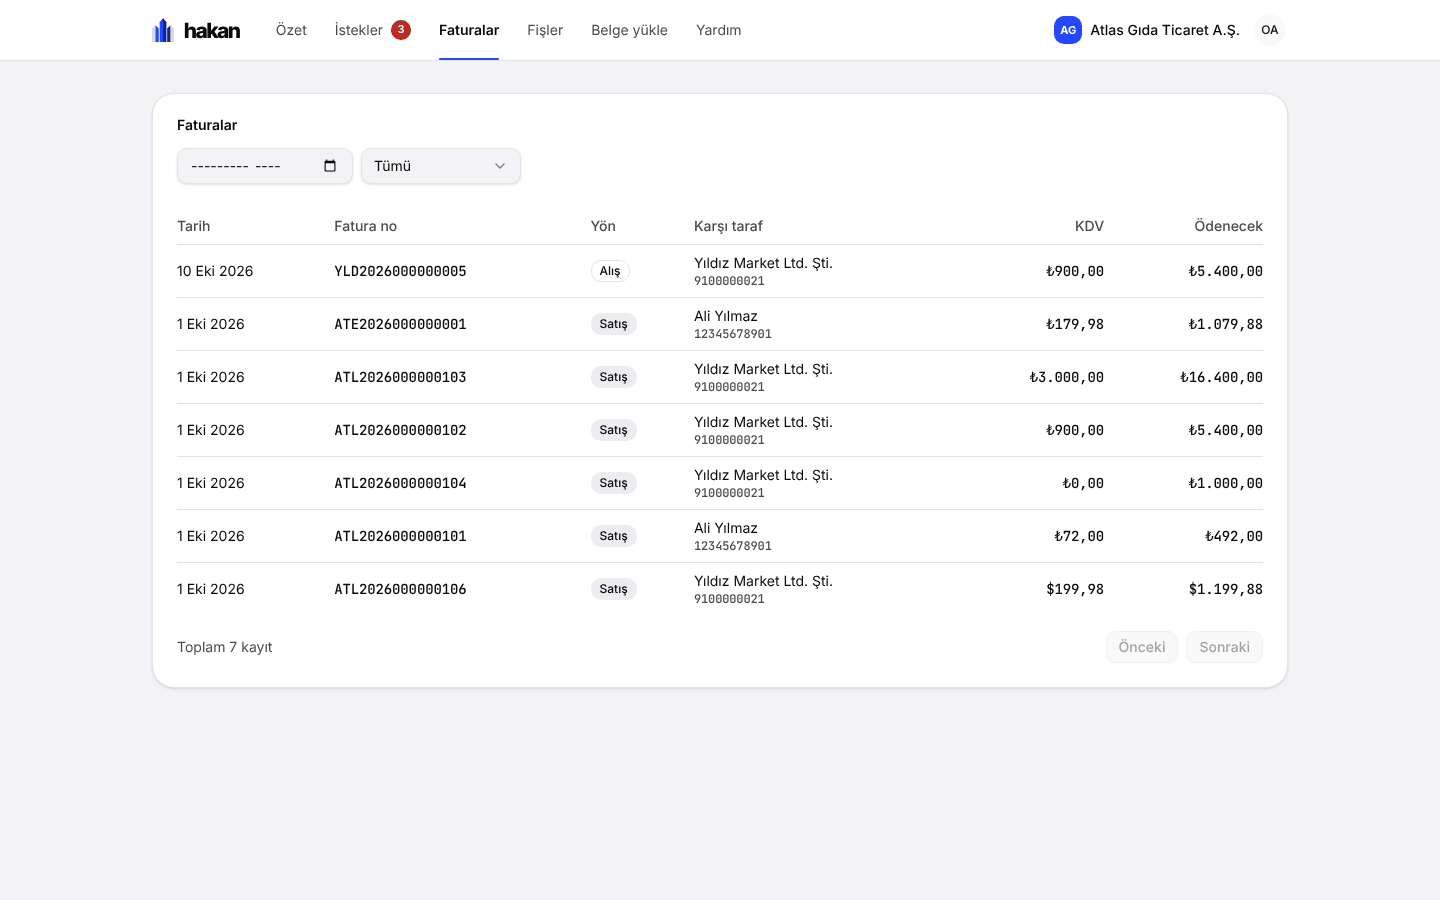 hakan Özet İstekler 3 Faturalar Fişler Belge yükle Yardım AG Atlas Gıda Ticaret A.Ş. OA
Faturalar
--------- ---- Tümü
Tarih Fatura no Yön Karşı taraf KDV Ödenecek
10 Eki 2026 YLD2026000000005 Alış Yıldız Market Ltd. Şti. ₺900,00 ₺5.400,00
9100000021
1 Eki 2026 ATE2026000000001 Satış Ali Yılmaz ₺179,98 ₺1.079,88
12345678901
1 Eki 2026 ATL2026000000103 Satış Yıldız Market Ltd. Şti. ₺3.000,00 ₺16.400,00
9100000021
1 Eki 2026 ATL2026000000102 Satış Yıldız Market Ltd. Şti. ₺900,00 ₺5.400,00
9100000021
1 Eki 2026 ATL2026000000104 Satış Yıldız Market Ltd. Şti. ₺0,00 ₺1.000,00
9100000021
1 Eki 2026 ATL2026000000101 Satış Ali Yılmaz ₺72,00 ₺492,00
12345678901
1 Eki 2026 ATL2026000000106 Satış Yıldız Market Ltd. Şti. $199,98 $1.199,88
9100000021
Toplam 7 kayıt Önceki Sonraki